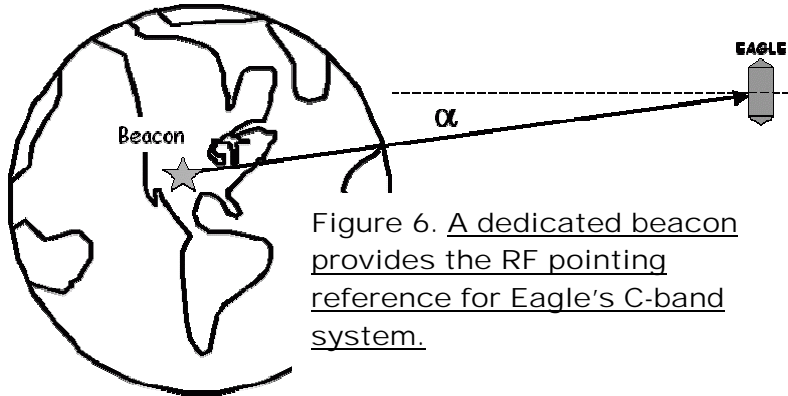 EAGLE
α
Beacon
Figure 6. A dedicated beacon
provides the RF pointing
reference for Eagle's C-band
system.